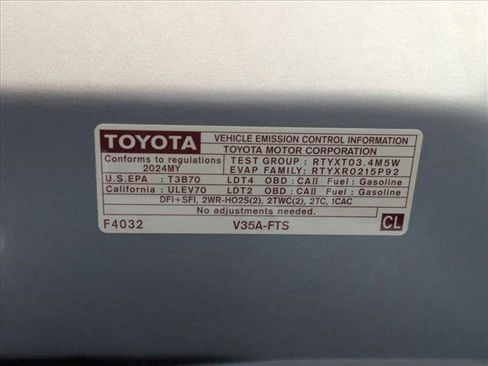 TOYOTA VEHICLE EMISSION CONTROL INFORMATION
TOYOTA MOTOR CORPORATION
Conforms to regulations
2024MY
TEST GROUP : RTYXT03.4M5W
EVAP FAMILY: RTYXR0215P92
U.S.EPA : T3B70 LDT4 OBD : CAII Fuel : Gasoline
California : ULEV70 LDT2 OBD : CAII Fuel : Gasoline
DFI+SFI, 2WR-HO2S(2), 2TWC(2), 2TC, 1CAC
No adjustments needed.
F4032 V35A-FTS CL